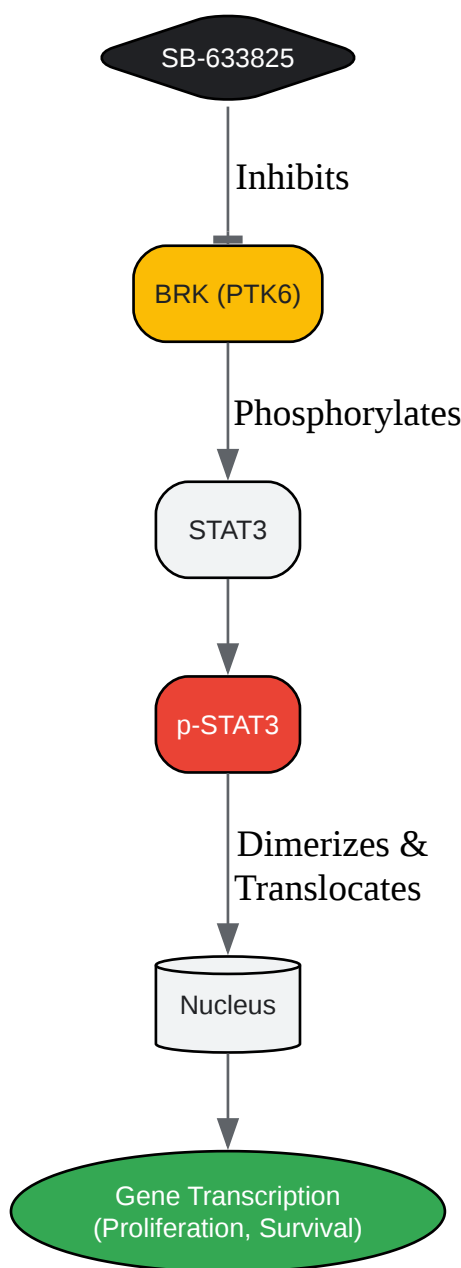 SB-633825
Inhibits
BRK (PTK6)
Phosphorylates
STAT3
p-STAT3
Dimerizes &
Translocates
Nucleus
Gene Transcription
(Proliferation, Survival)